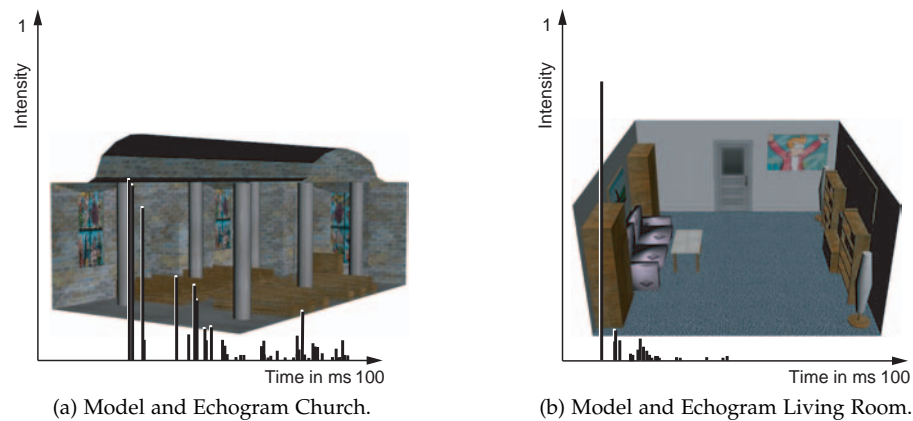 1
Intensity
Time in ms 100
(a) Model and Echogram Church.
1
Intensity
Time in ms 100
(b) Model and Echogram Living Room.